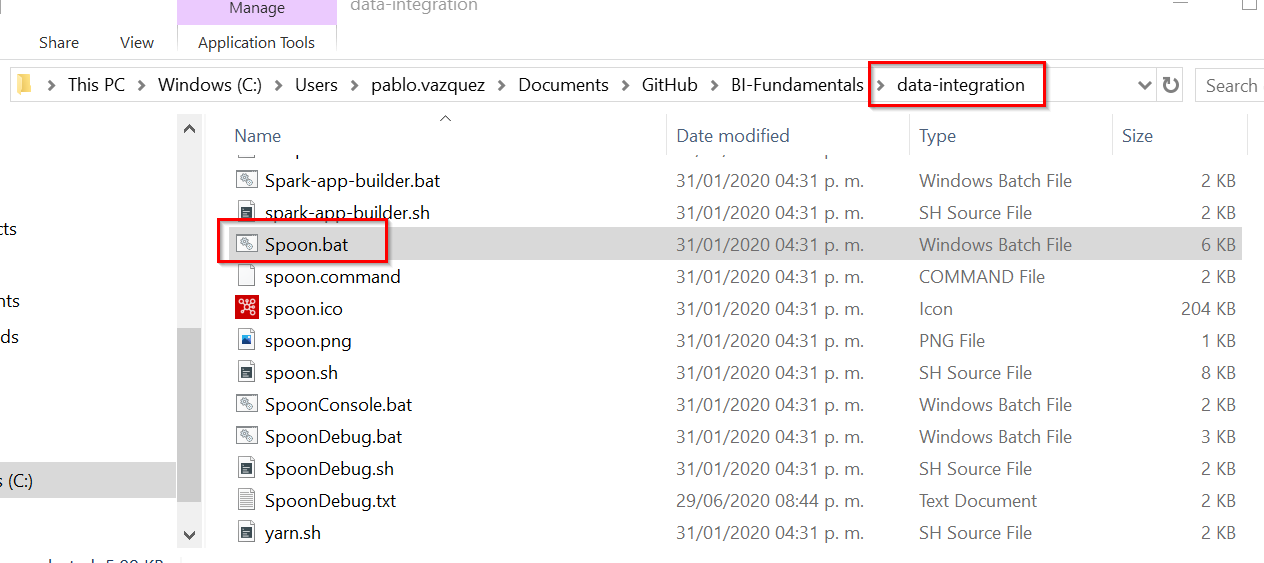 Manage
data-integration
Share View Application Tools
This PC Windows (C:) Users pablo.vazquez Documents GitHub BI-Fundamentals data-integration Search
Name Date modified Type Size
Spark-app-builder.bat 31/01/2020 04:31 p. m. Windows Batch File 2 KB
spark-app-builder.sh 31/01/2020 04:31 p. m. SH Source File 2 KB
Spoon.bat 31/01/2020 04:31 p. m. Windows Batch File 6 KB
spoon.command 31/01/2020 04:31 p. m. COMMAND File 2 KB
spoon.ico 31/01/2020 04:31 p. m. Icon 204 KB
spoon.png 31/01/2020 04:31 p. m. PNG File 1 KB
spoon.sh 31/01/2020 04:31 p. m. SH Source File 8 KB
SpoonConsole.bat 31/01/2020 04:31 p. m. Windows Batch File 2 KB
SpoonDebug.bat 31/01/2020 04:31 p. m. Windows Batch File 3 KB
(C:) SpoonDebug.sh 31/01/2020 04:31 p. m. SH Source File 2 KB
SpoonDebug.txt 29/06/2020 08:44 p. m. Text Document 2 KB
yarn.sh 31/01/2020 04:31 p. m. SH Source File 2 KB